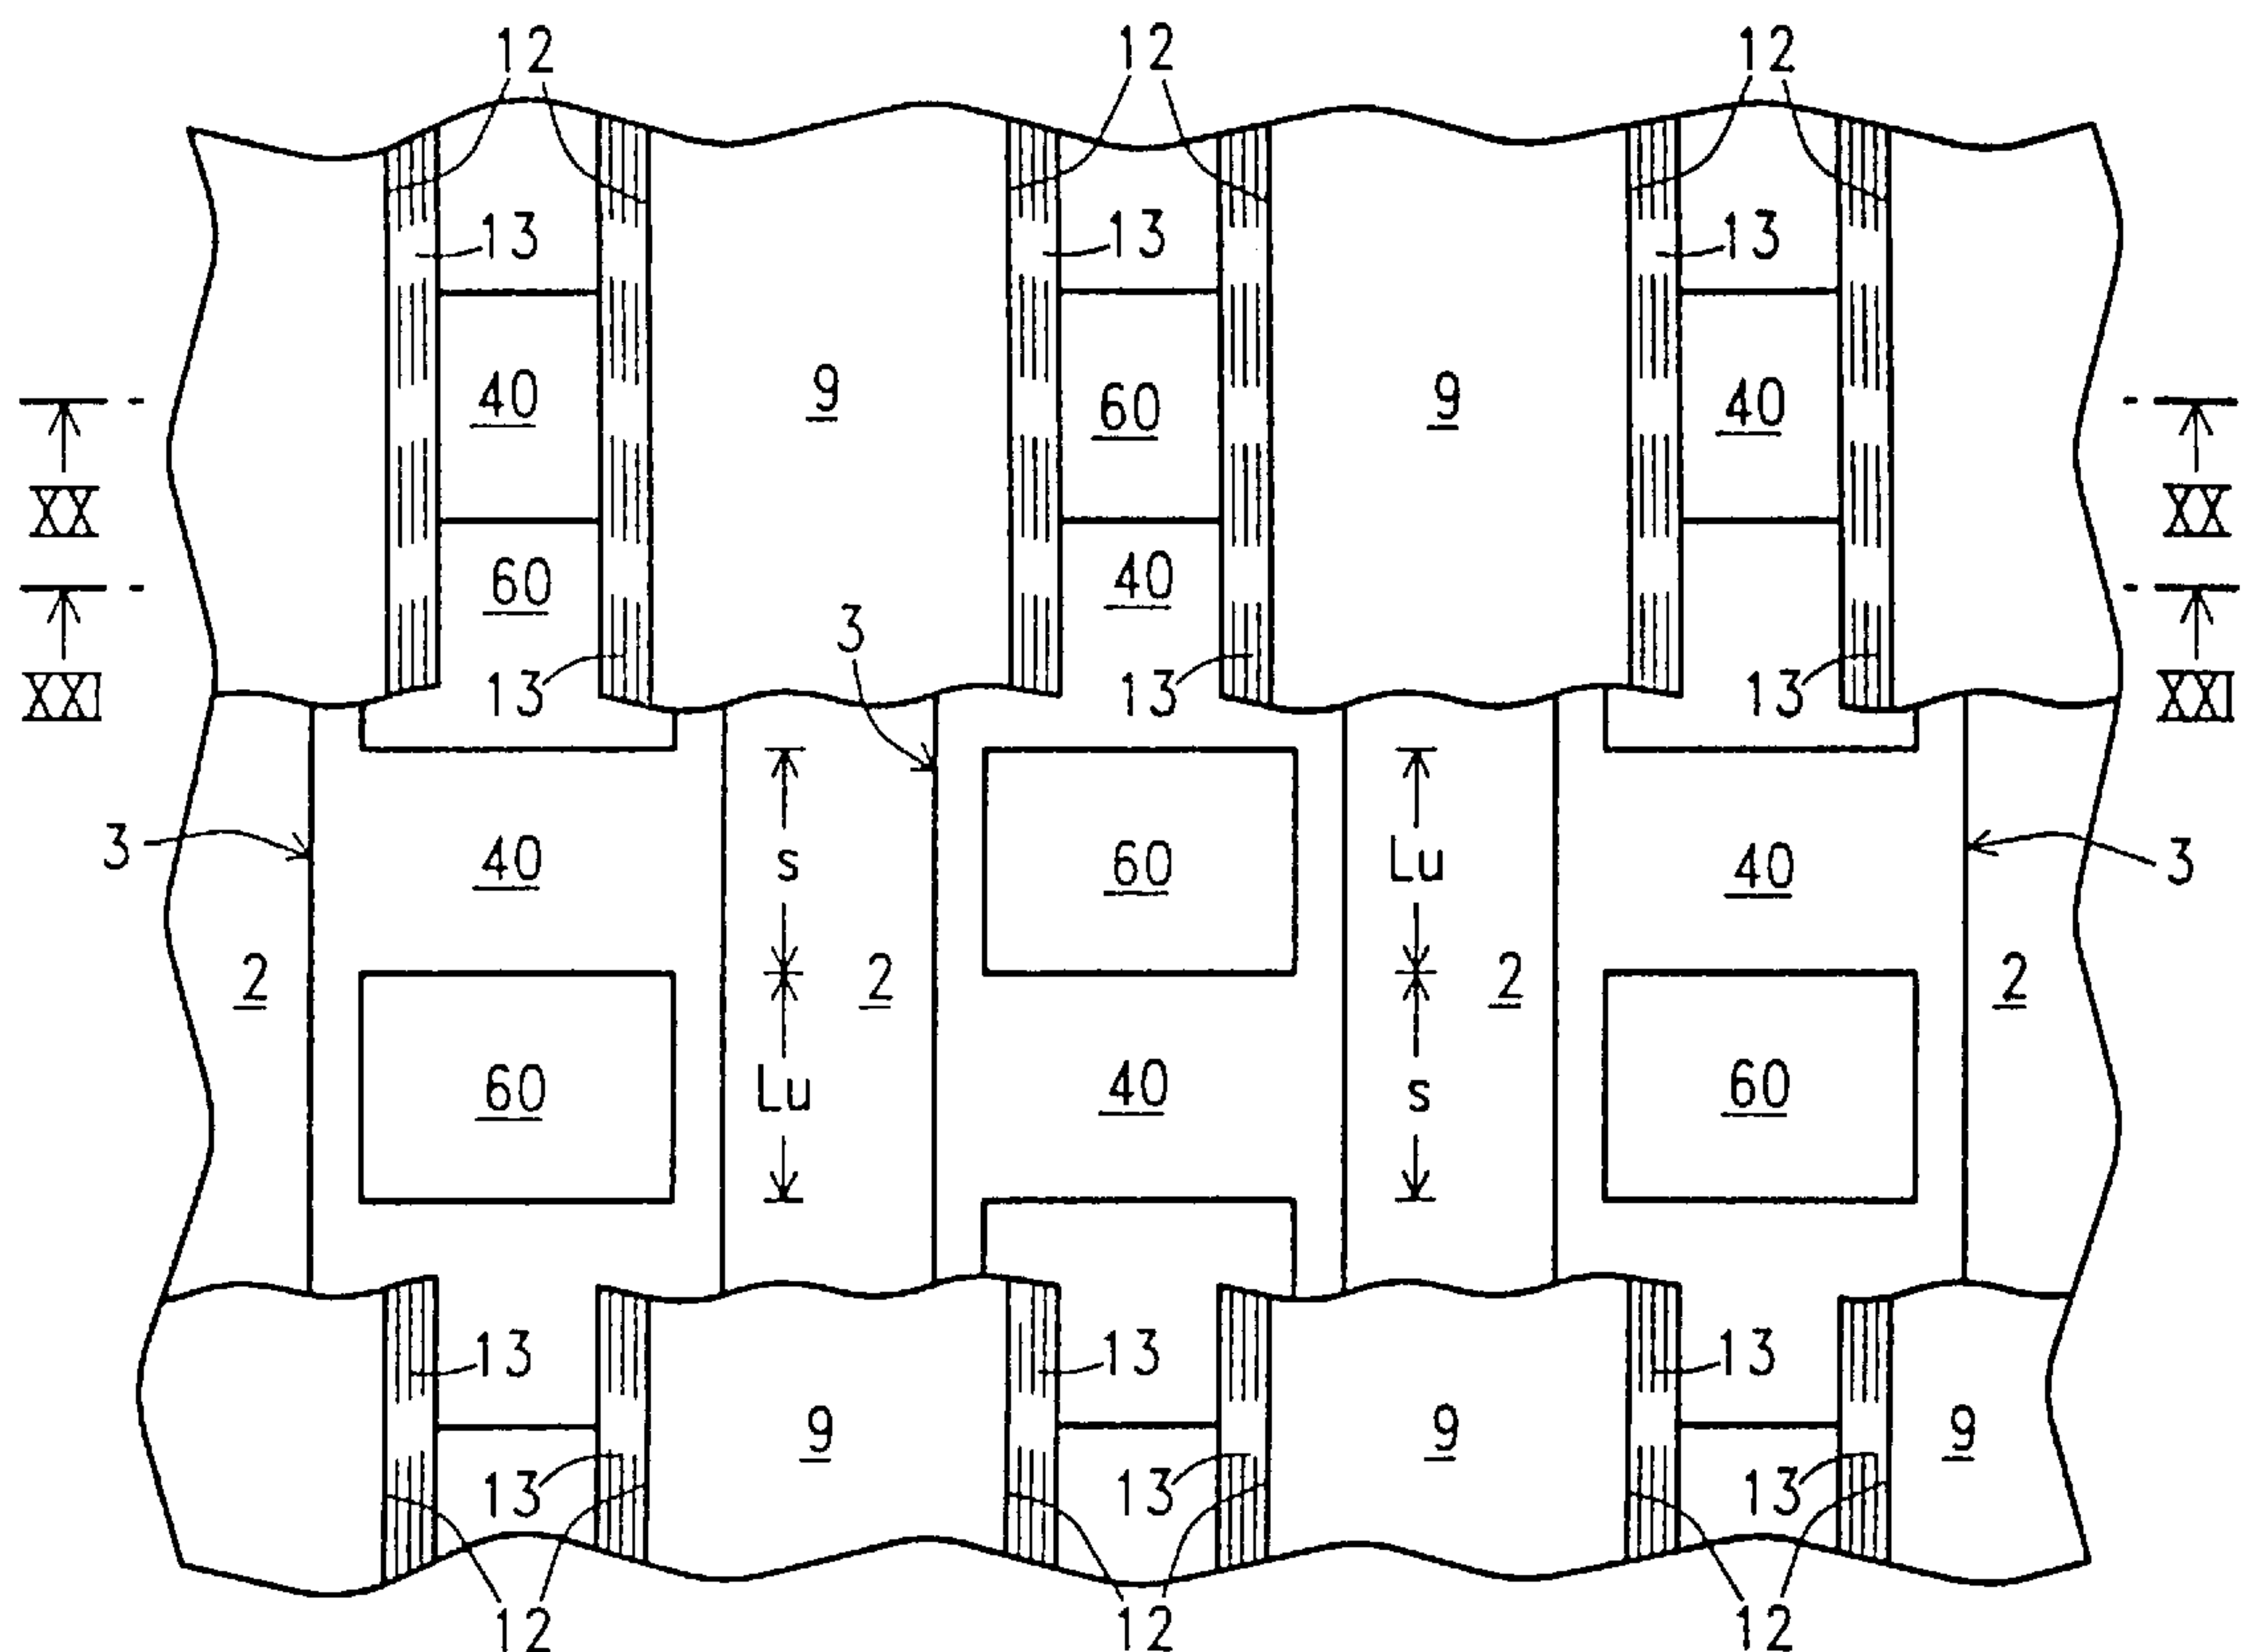 12 12 12
13 13 13
40 9 60 9 40
XX XX
60 40
3
XXI 13 13 13 XXI
3 40 s 60 Lu 40 3
2 2 2 2
60 Lu 40 s 60
13 13 13
9 9 9
13 13 13
12 12 12